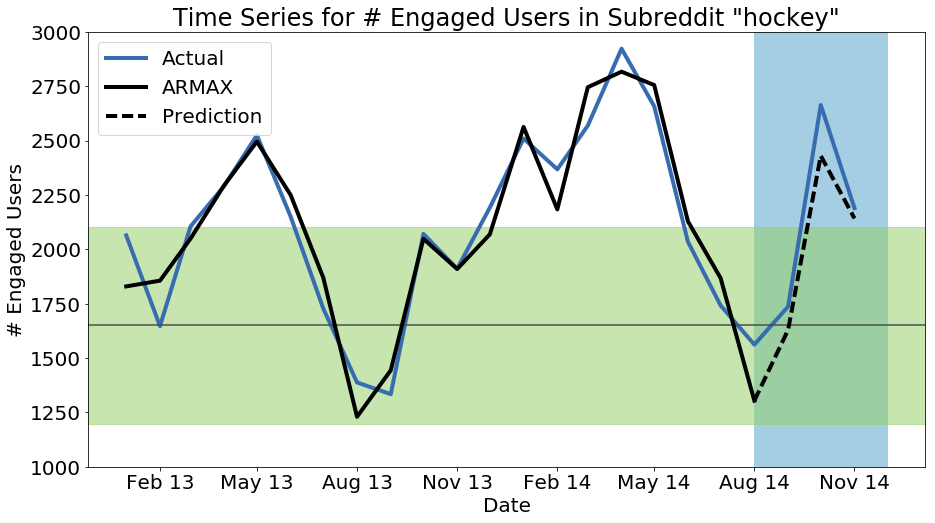 Time Series for # Engaged Users in Subreddit "hockey"
Actual
ARMAX
Prediction
# Engaged Users
3000
2750
2500
2250
2000
1750
1500
1250
1000
Feb 13 May 13 Aug 13 Nov 13 Feb 14 May 14 Aug 14 Nov 14
Date